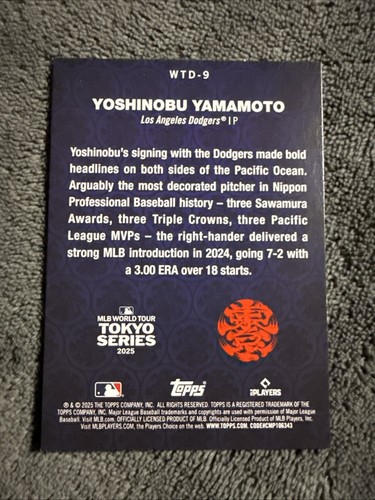 WTD-9
YOSHINOBU YAMAMOTO
Los Angeles Dodgers® | P
Yoshinobu's signing with the Dodgers made bold
headlines on both sides of the Pacific Ocean.
Arguably the most decorated pitcher in Nippon
Professional Baseball history – three Sawamura
Awards, three Triple Crowns, three Pacific
League MVPs – the right-hander delivered a
strong MLB introduction in 2024, going 7-2 with
a 3.00 ERA over 18 starts.
MLB WORLD TOUR
TOKYO
SERIES
2025
Topps
PLAYERS
® & © 2025 THE TOPPS COMPANY, INC. ALL RIGHTS RESERVED. TOPPS IS A REGISTERED TRADEMARK OF THE
TOPPS COMPANY, INC. Major League Baseball trademarks and copyrights are used with permission of Major League
Baseball. Visit MLB.com. OFFICIALLY LICENSED PRODUCT OF MLB. Officially Licensed Product of MLB Players, Inc.
Visit MLBPLAYERS.COM, the Players Choice on the web. WWW.TOPPS.COM. CODE#CMP106343